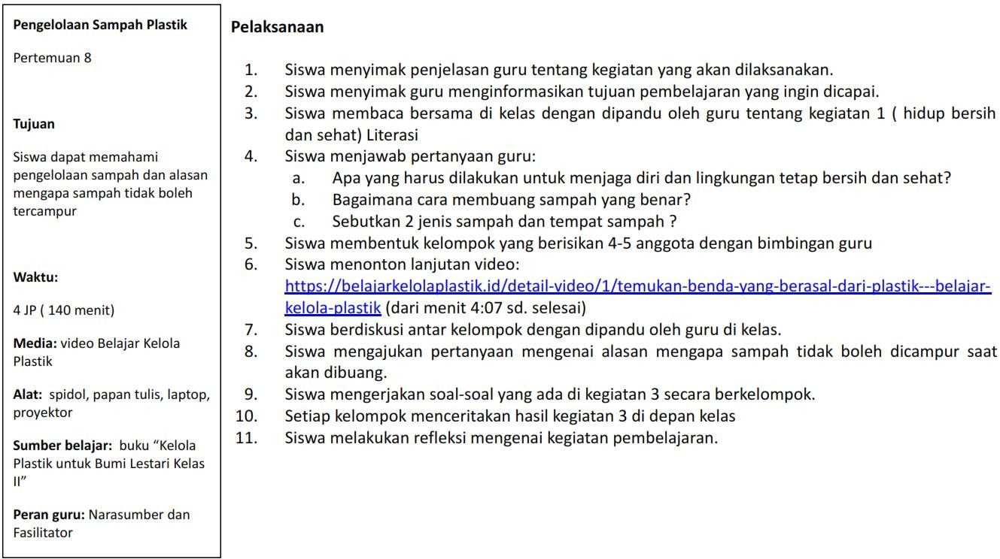 Pengelolaan Sampah Plastik
Pertemuan 8
Tujuan
Siswa dapat memahami
pengelolaan sampah dan alasan
mengapa sampah tidak boleh
tercampur
Waktu:
4 JP ( 140 menit)
Media: video Belajar Kelola
Plastik
Alat:  spidol, papan tulis, laptop,
proyektor
Sumber belajar:  buku “Kelola
Plastik untuk Bumi Lestari Kelas
II”
Peran guru: Narasumber dan
Fasilitator
Pelaksanaan
1. Siswa menyimak penjelasan guru tentang kegiatan yang akan dilaksanakan.
2. Siswa menyimak guru menginformasikan tujuan pembelajaran yang ingin dicapai.
3. Siswa membaca bersama di kelas dengan dipandu oleh guru tentang kegiatan 1 ( hidup bersih
dan sehat) Literasi
4. Siswa menjawab pertanyaan guru:
a. Apa yang harus dilakukan untuk menjaga diri dan lingkungan tetap bersih dan sehat?
b. Bagaimana cara membuang sampah yang benar?
c. Sebutkan 2 jenis sampah dan tempat sampah ?
5. Siswa membentuk kelompok yang berisikan 4-5 anggota dengan bimbingan guru
6. Siswa menonton lanjutan video:
https://belajarkelolaplastik.id/detail-video/1/temukan-benda-yang-berasal-dari-plastik---belajar-
kelola-plastik (dari menit 4:07 sd. selesai)
7. Siswa berdiskusi antar kelompok dengan dipandu oleh guru di kelas.
8. Siswa mengajukan pertanyaan mengenai alasan mengapa sampah tidak boleh dicampur saat
akan dibuang.
9. Siswa mengerjakan soal-soal yang ada di kegiatan 3 secara berkelompok.
10. Setiap kelompok menceritakan hasil kegiatan 3 di depan kelas
11. Siswa melakukan refleksi mengenai kegiatan pembelajaran.